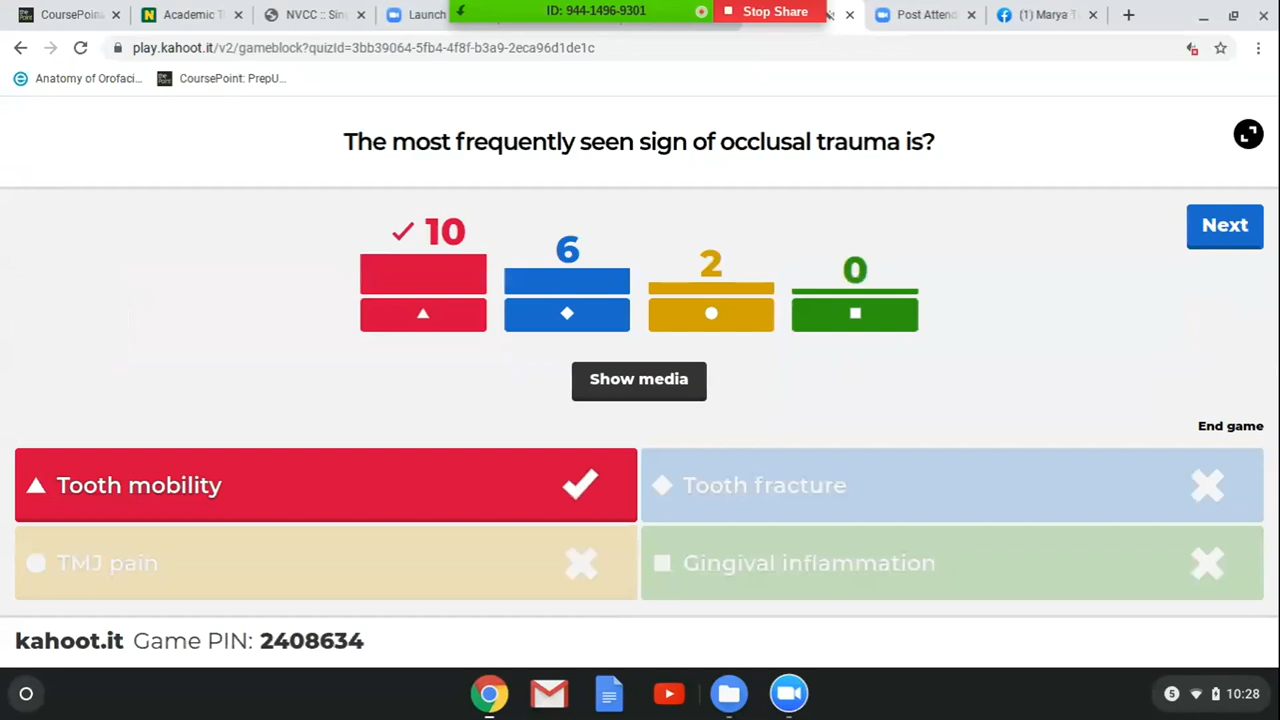 CoursePoint
Academic T
NVCC :: Sin
Launch
ID: 944-1496-9301
Stop Share
Post Attend
(1) Marya T
play.kahoot.it/v2/gameblock?quizId=3bb39064-5fb4-4f8f-b3a9-2eca96d1de1c
Anatomy of Orofaci...
the Point
CoursePoint: PrepU...
The most frequently seen sign of occlusal trauma is?
10
6
2
0
Next
Show media
End game
Tooth mobility
Tooth fracture
TMJ pain
Gingival inflammation
kahoot.it Game PIN: 2408634
5
10:28